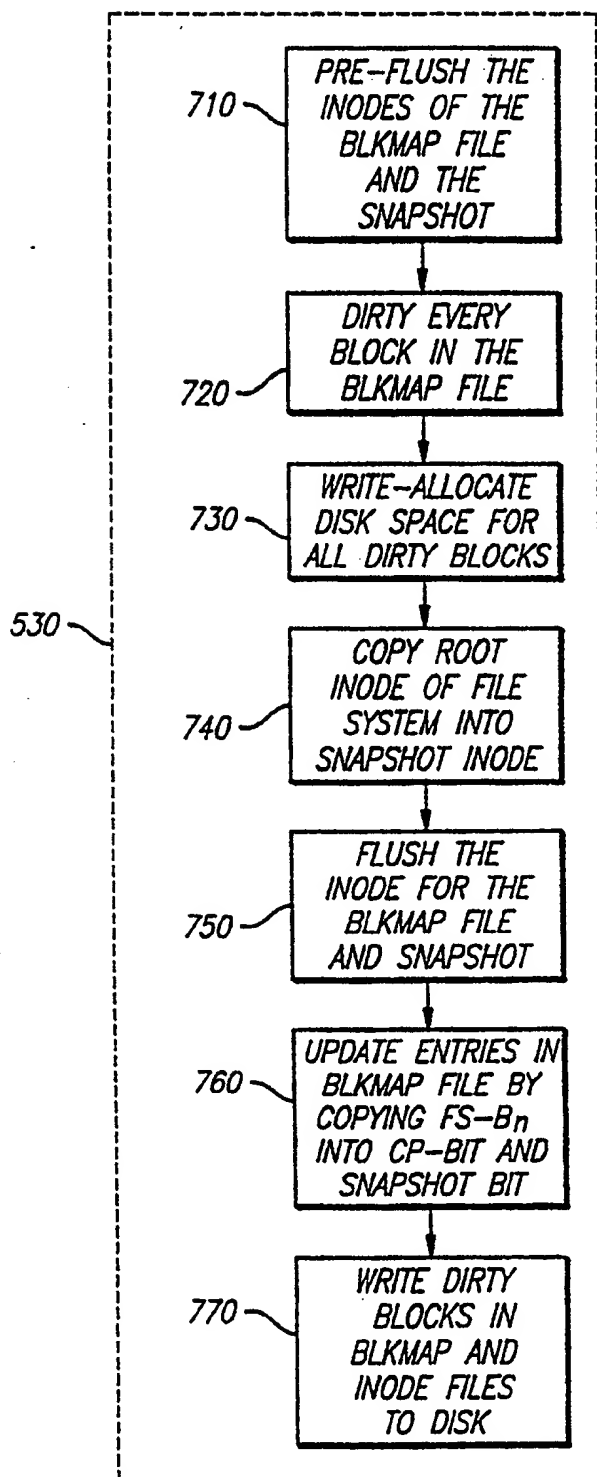 710
PRE-FLUSH THE
INODES OF THE
BLKMAP FILE
AND THE
SNAPSHOT
720
DIRTY EVERY
BLOCK IN THE
BLKMAP FILE
730
WRITE-ALLOCATE
DISK SPACE FOR
ALL DIRTY BLOCKS
530
740
COPY ROOT
INODE OF FILE
SYSTEM INTO
SNAPSHOT INODE
750
FLUSH THE
INODE FOR THE
BLKMAP FILE
AND SNAPSHOT
760
UPDATE ENTRIES IN
BLKMAP FILE BY
COPYING FS-Bn
INTO CP-BIT AND
SNAPSHOT BIT
770
WRITE DIRTY
BLOCKS IN
BLKMAP AND
INODE FILES
TO DISK